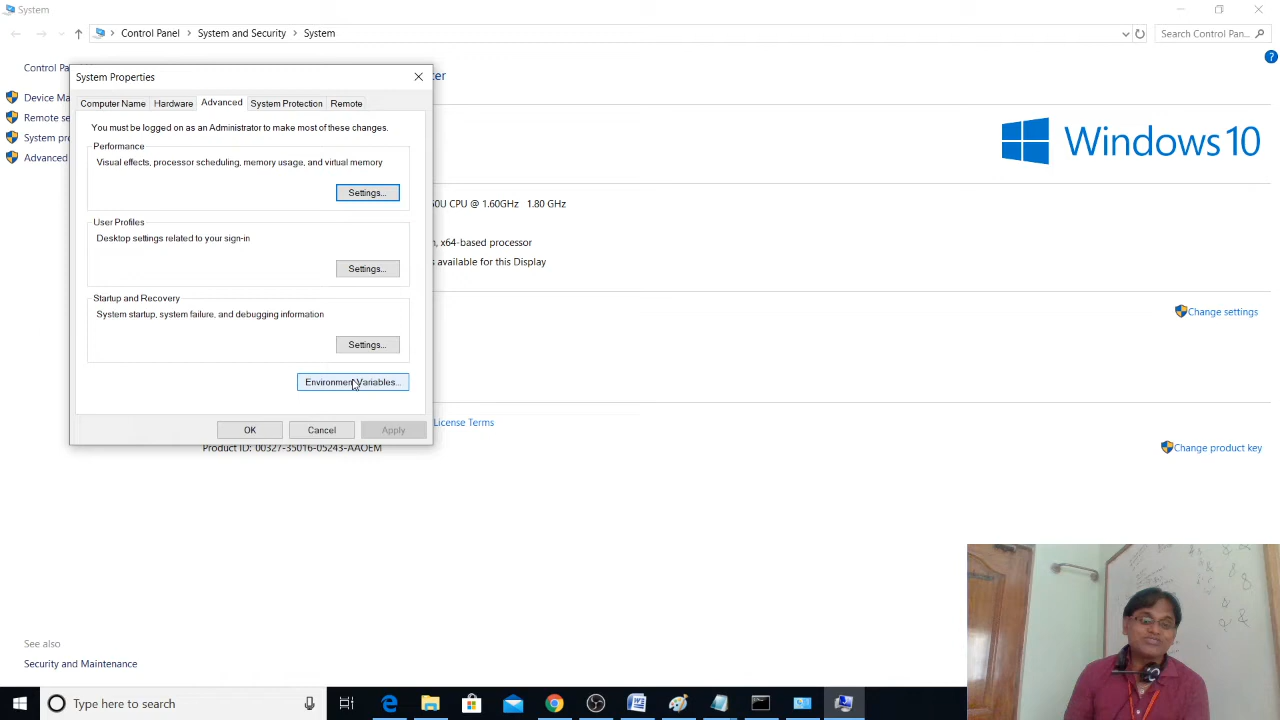 System
Control Panel > System and Security > System
Search Control Pan...
Control Pa
System Properties
ter
Device Ma
Remote se
System pro
Advanced
Computer Name
Hardware
Advanced
System Protection
Remote
You must be logged on as an Administrator to make most of these changes.
Performance
Visual effects, processor scheduling, memory usage, and virtual memory
Settings...
User Profiles
Desktop settings related to your sign-in
Settings...
Startup and Recovery
System startup, system failure, and debugging information
Settings...
Environment Variables...
OK
Cancel
Apply
Windows 10
50U CPU @ 1.60GHz 1.80 GHz
, x64-based processor
s available for this Display
Change settings
License Terms
Product ID: 00327-35016-05243-AAOEM
Change product key
See also
Security and Maintenance
Type here to search